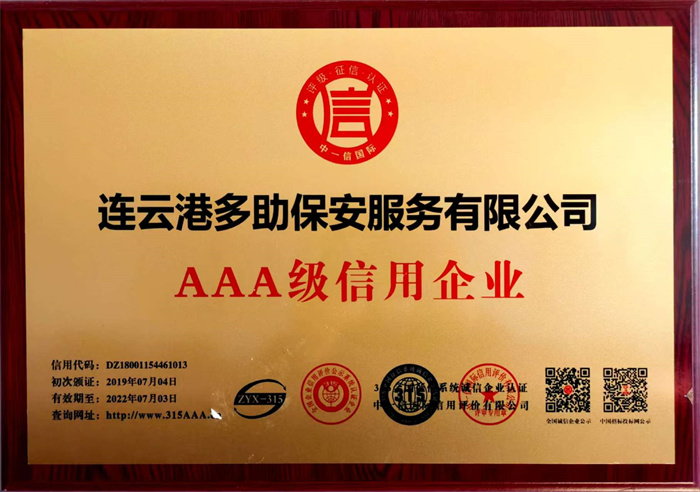 评级·征信·认证
信
中一信国际
连云港多助保安服务有限公司
AAA级信用企业
信用代码：DZ18001154461013
初次颁证：2019年07月04日
有效期至：2022年07月03日
查询网址：http://www.315AAA.
ZYX-315
315
全国诚信企业公示
中国招标投标网公示